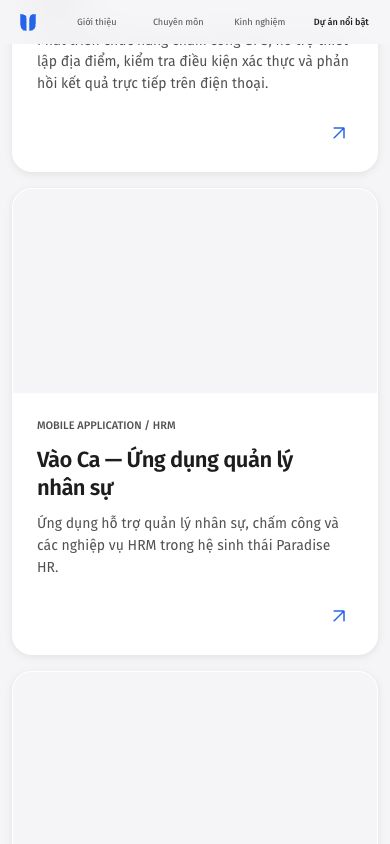 Giới thiệu
Chuyên môn
Kinh nghiệm
Dự án nổi bật
lập địa điểm, kiểm tra điều kiện xác thực và phản
hồi kết quả trực tiếp trên điện thoại.
MOBILE APPLICATION / HRM
Vào Ca — Ứng dụng quản lý
nhân sự
Ứng dụng hỗ trợ quản lý nhân sự, chấm công và
các nghiệp vụ HRM trong hệ sinh thái Paradise
HR.